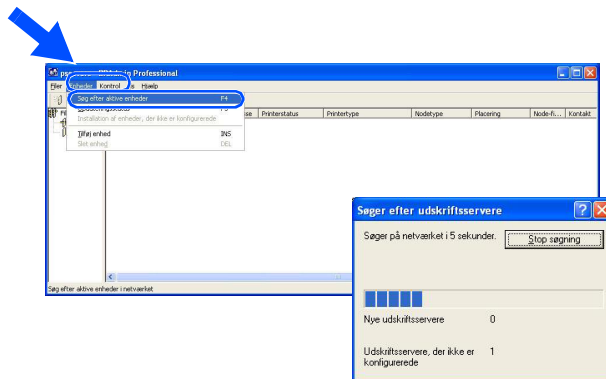 Professional
Filer Enheder Kontrol Hjælp
Søg efter aktive enheder F4
Installation af enheder, der ikke er konfigurerede
Tilføj enhed INS
Slet enhed DEL
Printerstatus Printertype Nodetype Placering Node-fi... Kontakt
Søg efter aktive enheder i netværket
Søger efter udskriftsservere
Søger på netværket i 5 sekunder. Stop søgning
Nye udskriftsservere 0
Udskriftsservere, der ikke er 1
konfigurerede